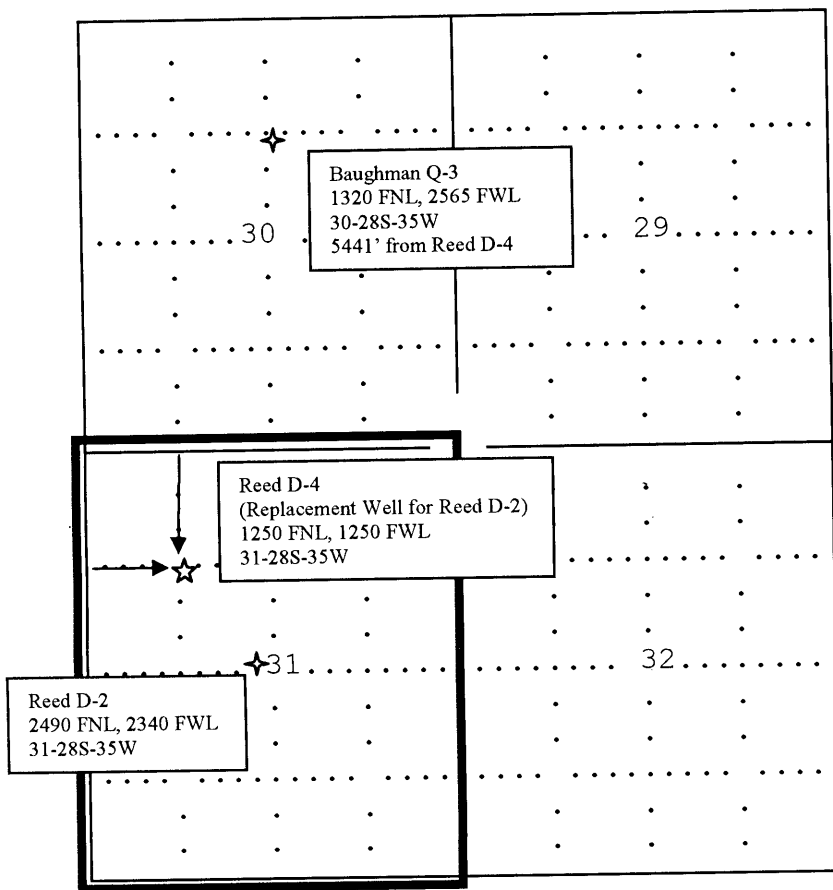 Baughman Q-3
1320 FNL, 2565 FWL
30-28S-35W
5441' from Reed D-4
30
29
Reed D-4
(Replacement Well for Reed D-2)
1250 FNL, 1250 FWL
31-28S-35W
31
32
Reed D-2
2490 FNL, 2340 FWL
31-28S-35W